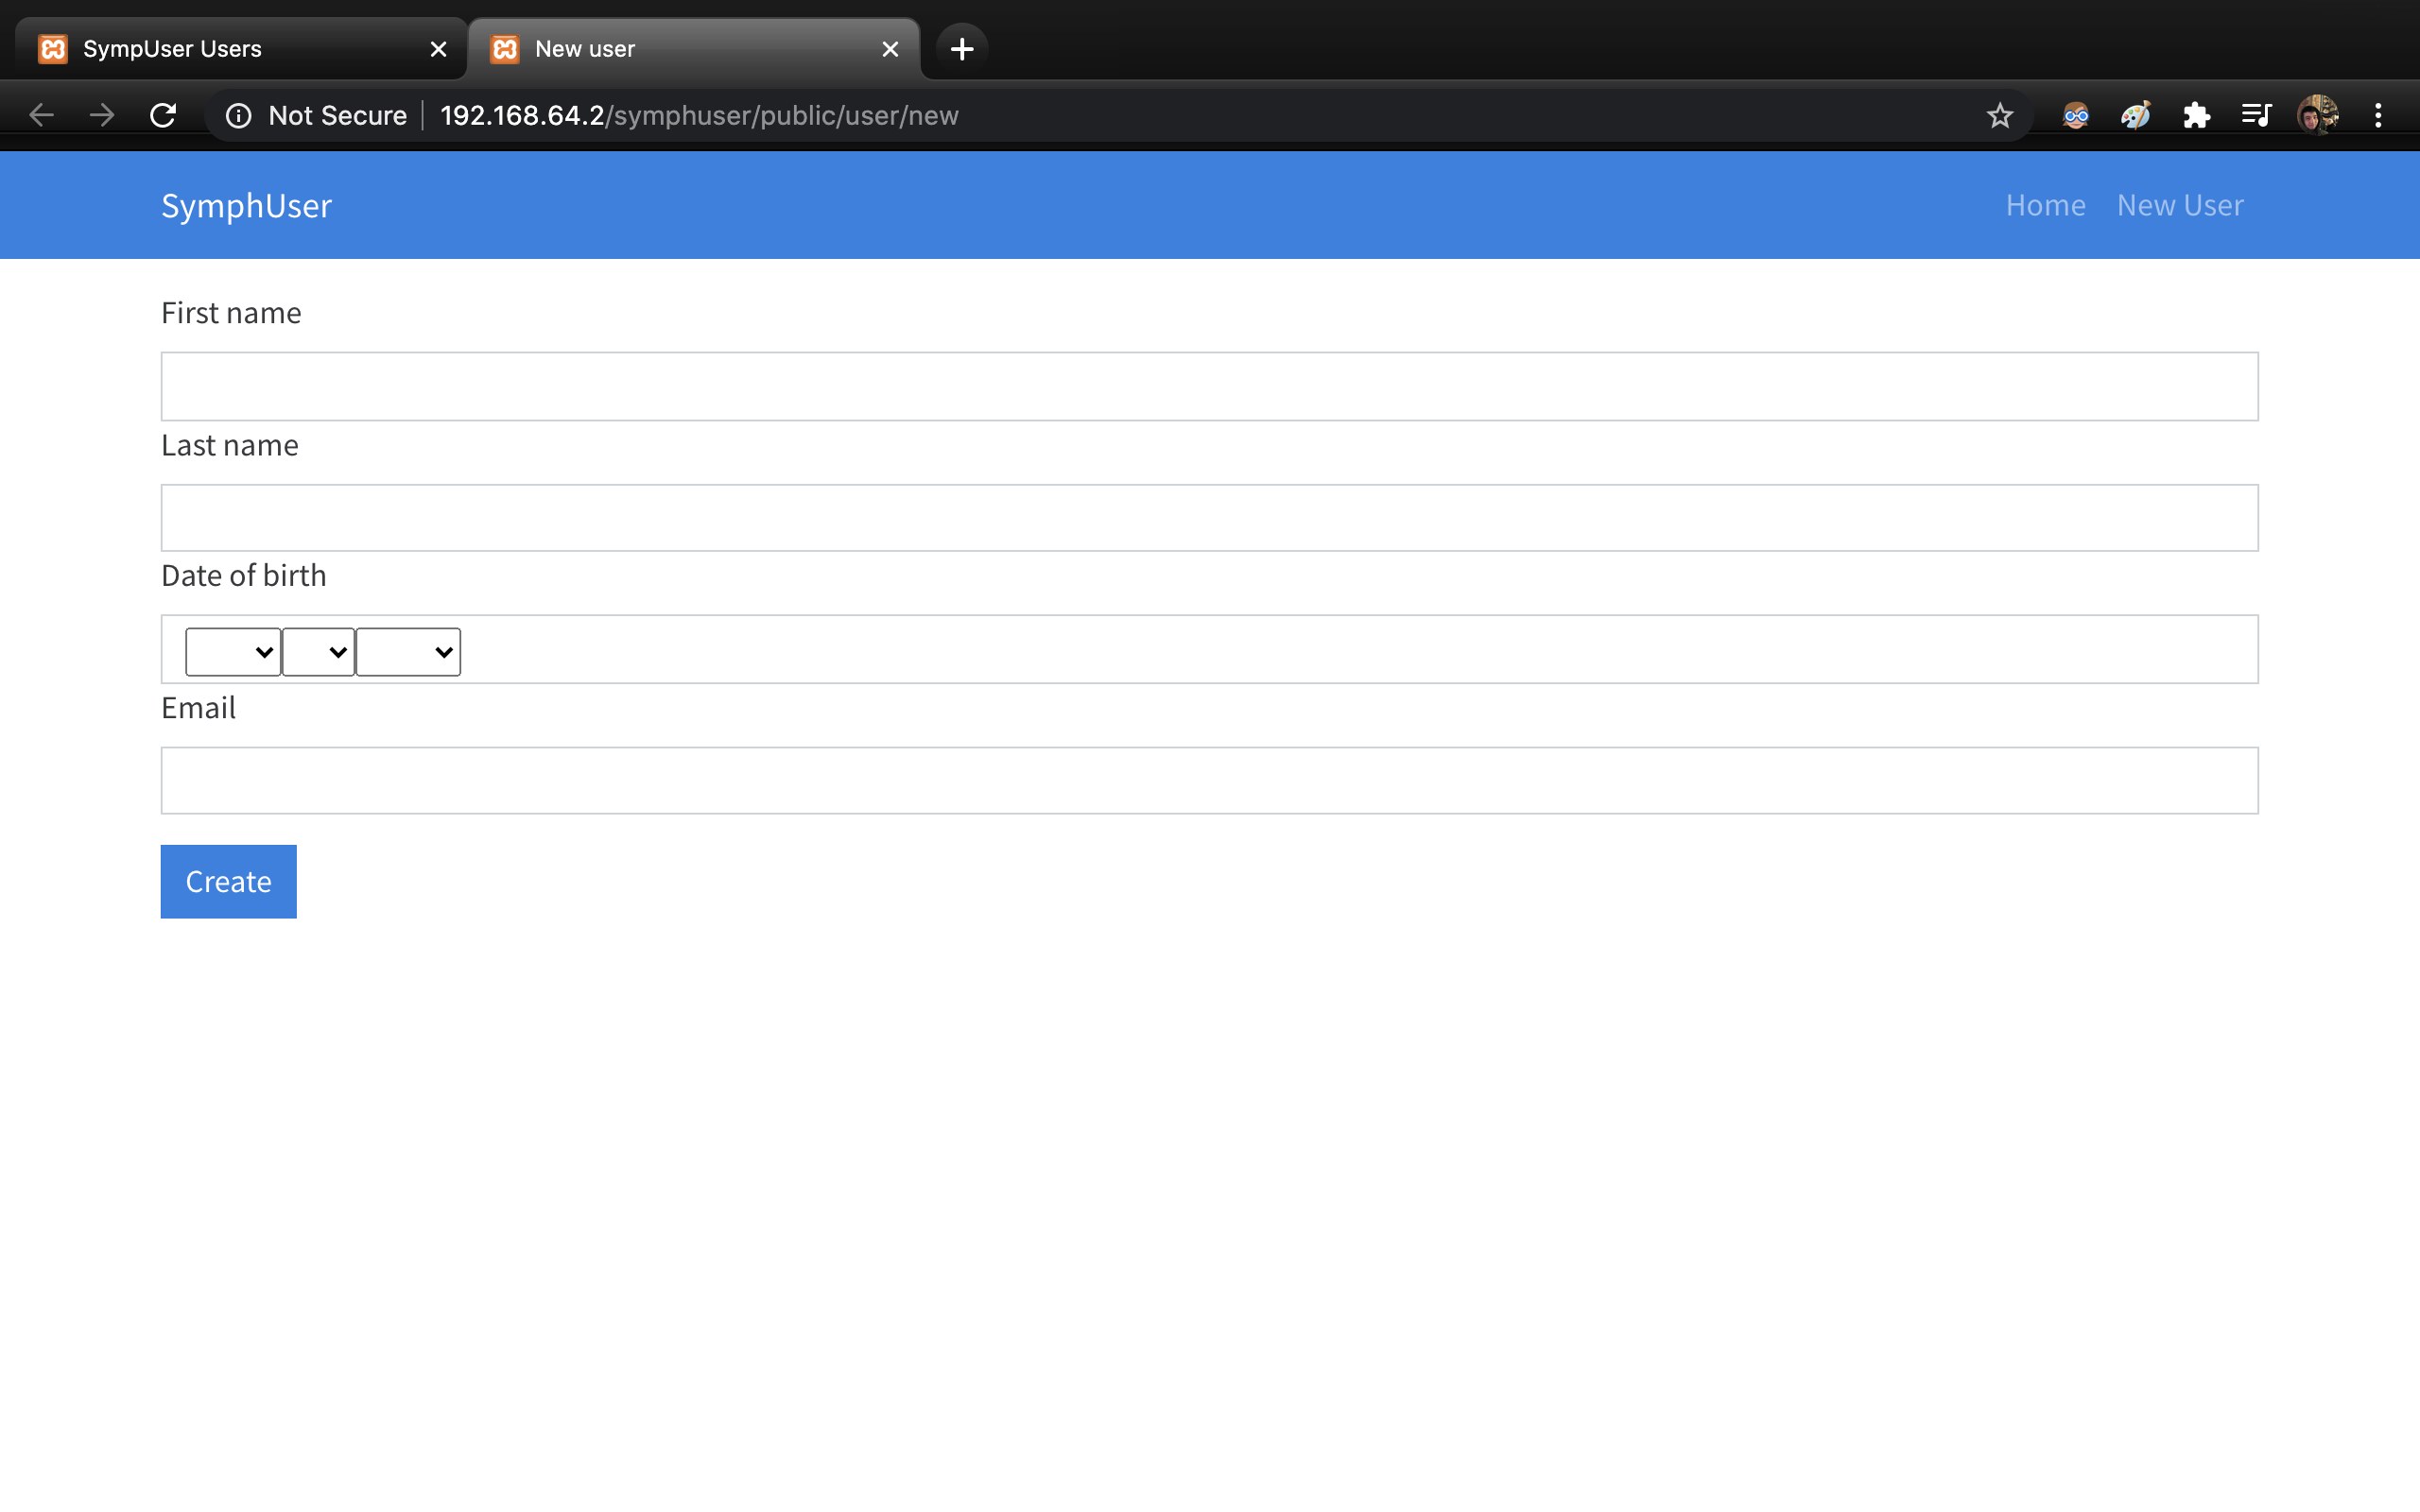 SympUser Users
New user
Not Secure 192.168.64.2/symphuser/public/user/new
SymphUser
Home New User
First name
Last name
Date of birth
Email
Create